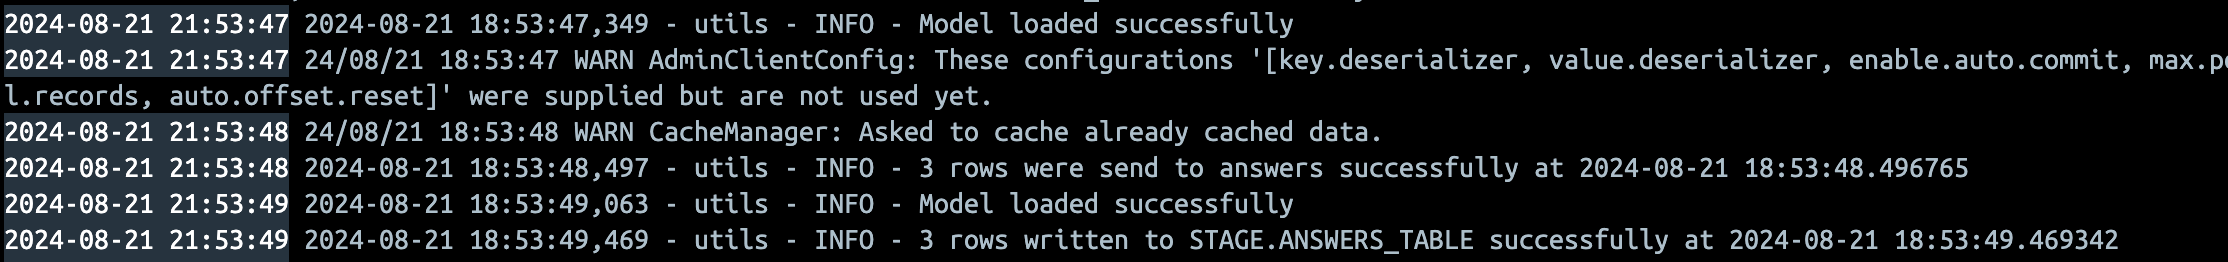 2024-08-21 21:53:47 2024-08-21 18:53:47,349 - utils - INFO - Model loaded successfully
2024-08-21 21:53:47 24/08/21 18:53:47 WARN AdminClientConfig: These configurations '[key.deserializer, value.deserializer, enable.auto.commit, max.po
l.records, auto.offset.reset]' were supplied but are not used yet.
2024-08-21 21:53:48 24/08/21 18:53:48 WARN CacheManager: Asked to cache already cached data.
2024-08-21 21:53:48 2024-08-21 18:53:48,497 - utils - INFO - 3 rows were send to answers successfully at 2024-08-21 18:53:48.496765
2024-08-21 21:53:49 2024-08-21 18:53:49,063 - utils - INFO - Model loaded successfully
2024-08-21 21:53:49 2024-08-21 18:53:49,469 - utils - INFO - 3 rows written to STAGE.ANSWERS_TABLE successfully at 2024-08-21 18:53:49.469342